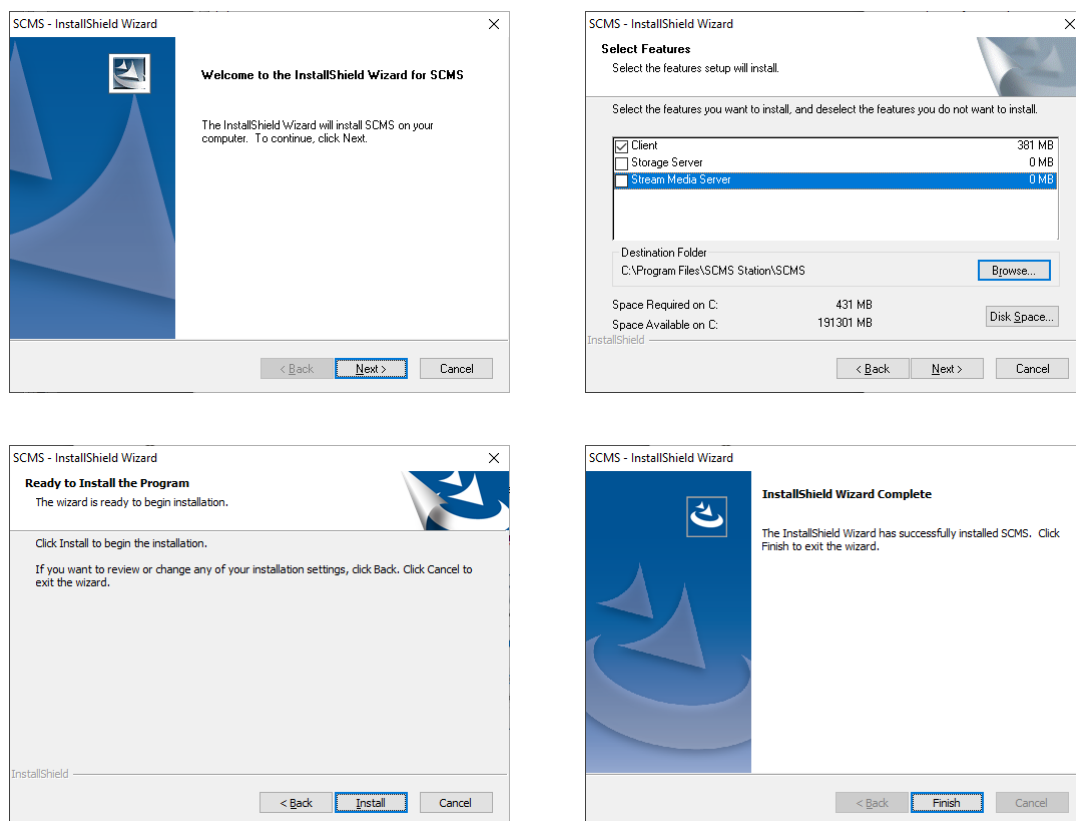 SCMS - InstallShield Wizard
Welcome to the InstallShield Wizard for SCMS
The InstallShield Wizard will install SCMS on your
computer. To continue, click Next.
< Back
Next >
Cancel
SCMS - InstallShield Wizard
Select Features
Select the features setup will install.
Select the features you want to install, and deselect the features you do not want to install.
Client 381 MB
Storage Server 0 MB
Stream Media Server 0 MB
Destination Folder
C:\Program Files\SCMS Station\SCMS
Browse...
Space Required on C: 431 MB
Space Available on C: 191301 MB
Disk Space...
InstallShield
< Back
Next >
Cancel
SCMS - InstallShield Wizard
Ready to Install the Program
The wizard is ready to begin installation.
Click Install to begin the installation.
If you want to review or change any of your installation settings, click Back. Click Cancel to
exit the wizard.
InstallShield
< Back
Install
Cancel
SCMS - InstallShield Wizard
InstallShield Wizard Complete
The InstallShield Wizard has successfully installed SCMS. Click
Finish to exit the wizard.
< Back
Finish
Cancel